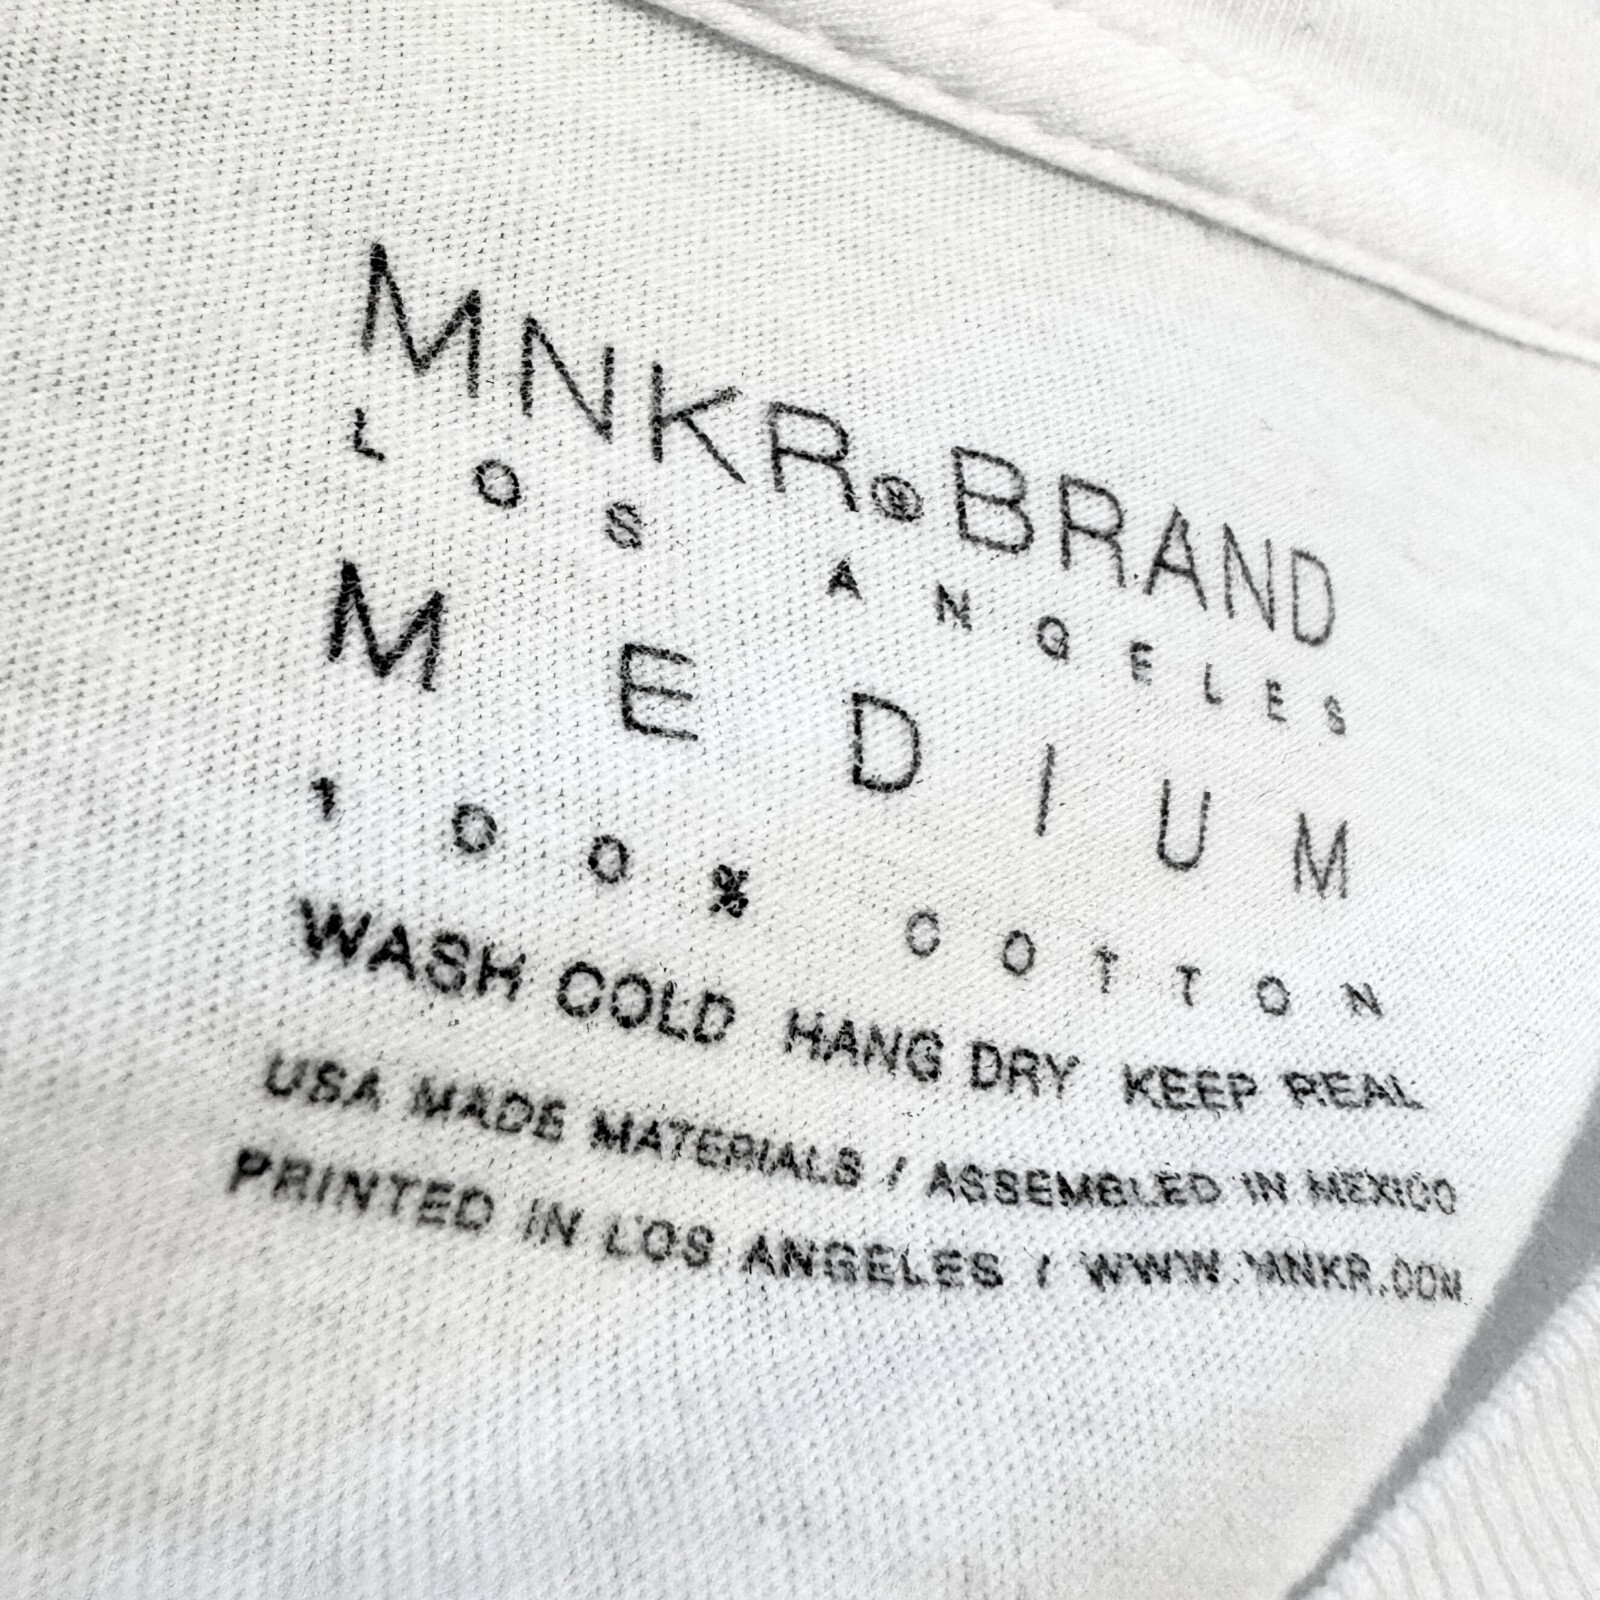 MNKR® BRAND
LOS ANGELES
MEDIUM
100% COTTON
WASH COLD HANG DRY KEEP REAL
USA MADE MATERIALS / ASSEMBLED IN MEXICO
PRINTED IN LOS ANGELES / WWW.MNKR.COM